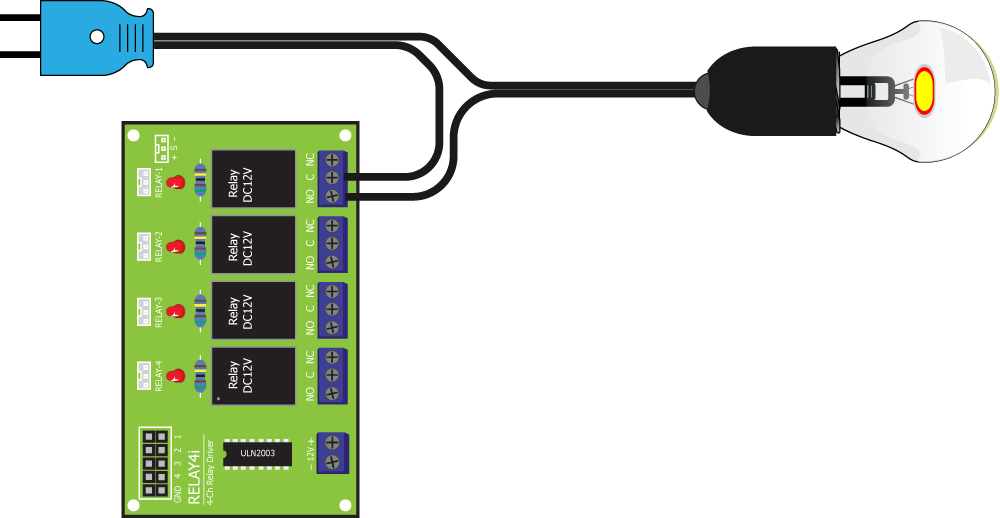 + S -
RELAY-1
Relay
DC12V
NC
C
NO
RELAY-2
Relay
DC12V
NC
C
NO
RELAY-3
Relay
DC12V
NC
C
NO
RELAY-4
Relay
DC12V
NC
C
NO
GND 4 3 2 1
RELAY4i
4-Ch Relay Driver
ULN2003
− 12V +